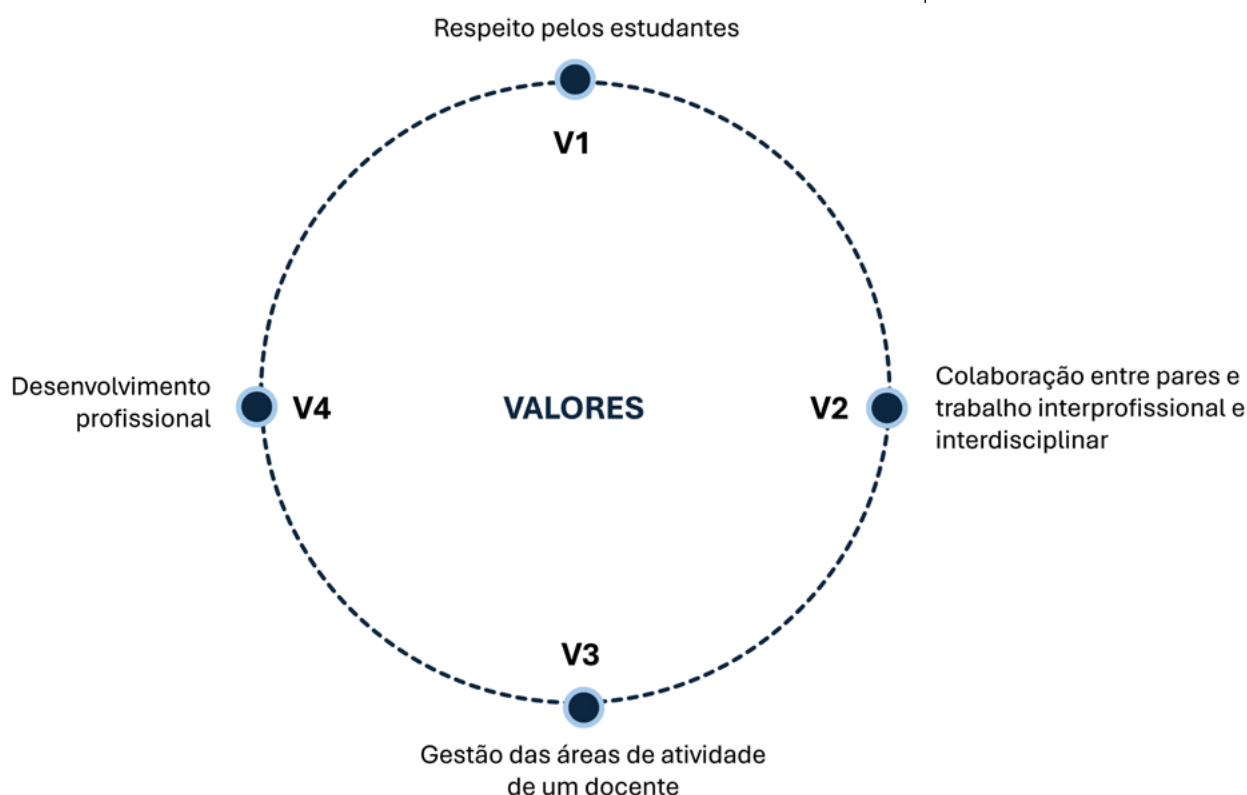 Respeito pelos estudantes
V1
Desenvolvimento
profissional
V4
VALORES
V2
Colaboração entre pares e
trabalho interprofissional e
interdisciplinar
V3
Gestão das áreas de atividade
de um docente